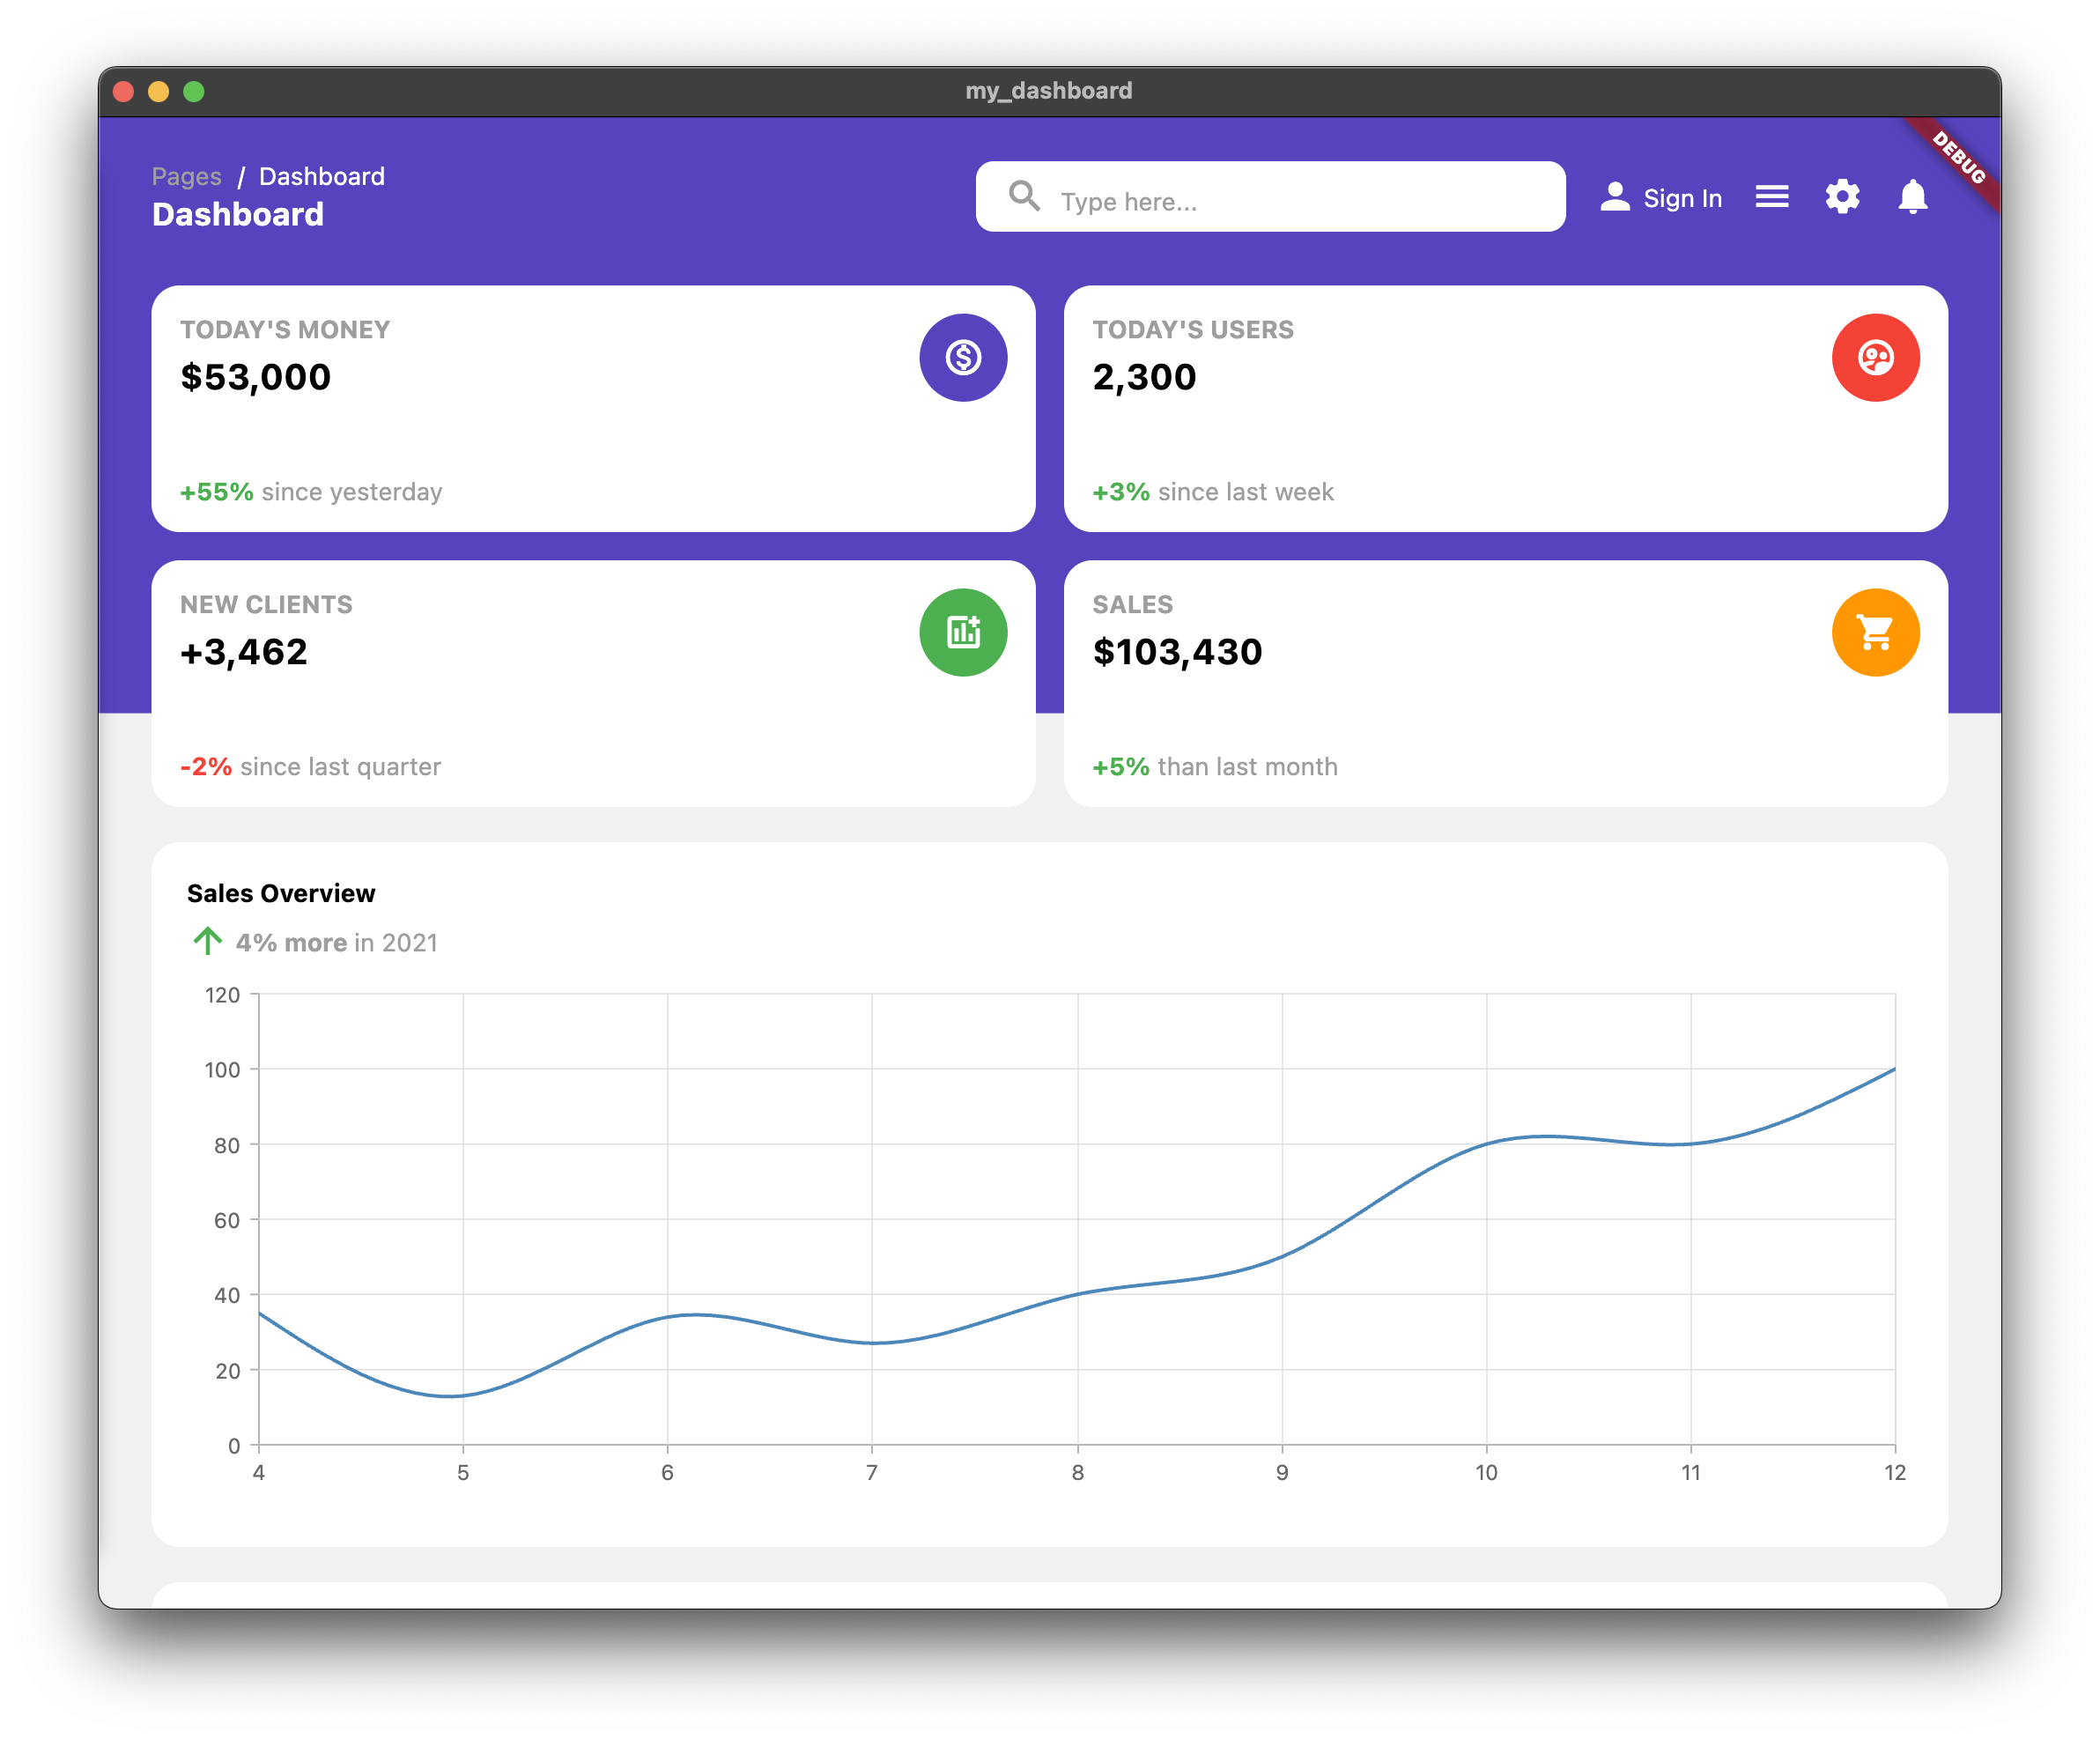 my_dashboard
DEBUG
Pages / Dashboard
Dashboard
Type here...
Sign In
TODAY'S MONEY
$53,000
+55% since yesterday
TODAY'S USERS
2,300
+3% since last week
NEW CLIENTS
+3,462
-2% since last quarter
SALES
$103,430
+5% than last month
Sales Overview
4% more in 2021
120
100
80
60
40
20
0
4 5 6 7 8 9 10 11 12